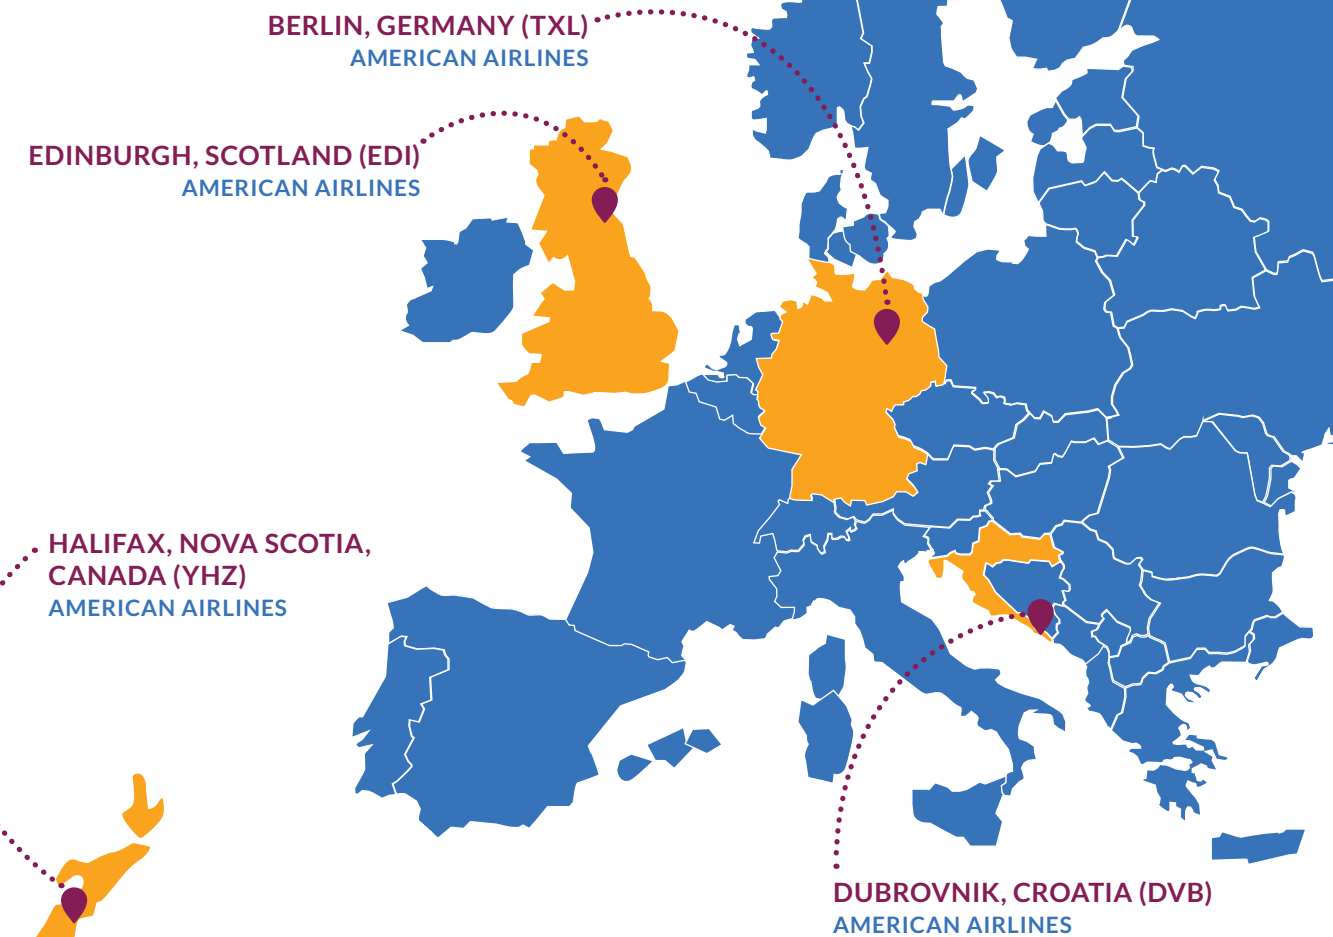 BERLIN, GERMANY (TXL)
AMERICAN AIRLINES
EDINBURGH, SCOTLAND (EDI)
AMERICAN AIRLINES
HALIFAX, NOVA SCOTIA,
CANADA (YHZ)
AMERICAN AIRLINES
DUBROVNIK, CROATIA (DVB)
AMERICAN AIRLINES